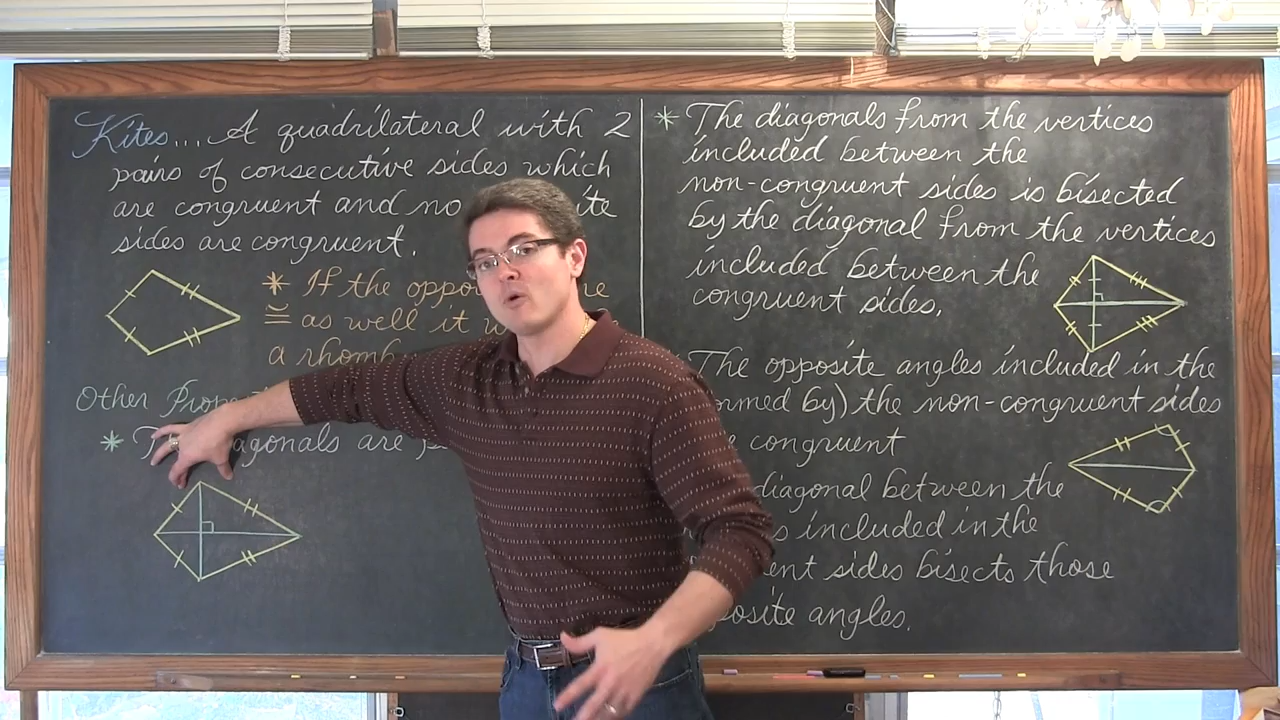 Kites... A quadrilateral with 2
pairs of consecutive sides which
are congruent and no ite
sides are congruent.
* If the oppo re
≅ as well it w
a rhomb
Other Prope
* T iagonals are p
* The diagonals from the vertices
included between the
non-congruent sides is bisected
by the diagonal from the vertices
included between the
congruent sides.
The opposite angles included in the
ormed by) the non-congruent sides
e congruent
diagonal between the
s included in the
ent sides bisects those
posite angles.